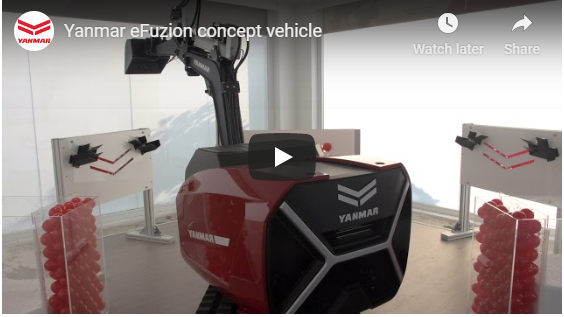 YANMAR
Yanmar eFuzion concept vehicle
Watch later
Share
YANMAR
YANMAR
YANMAR